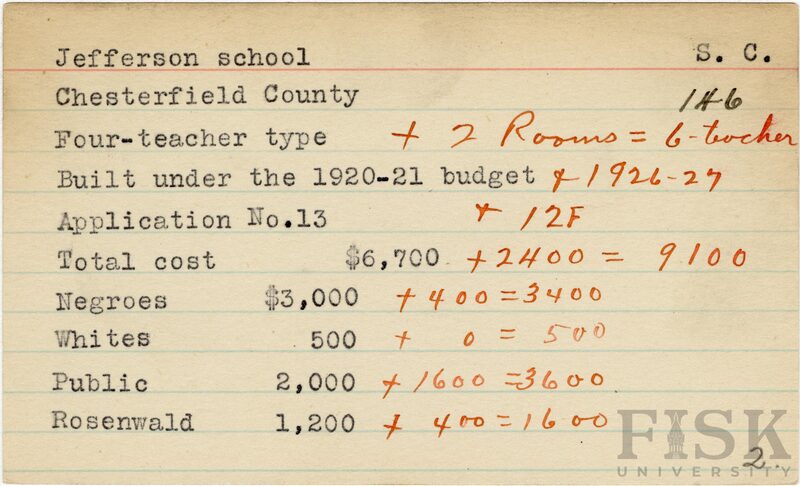 Jefferson school S. C.
Chesterfield County 146
Four-teacher type + 2 Rooms = 6-teacher
Built under the 1920-21 budget & 1926-27
Application No.13 + 12F
Total cost $6,700 +2400 = 9100
Negroes $3,000 +400=3400
Whites 500 + 0 = 500
Public 2,000 +1600=3600
Rosenwald 1,200 + 400=1600
FISK
2.
UNIVERSITY